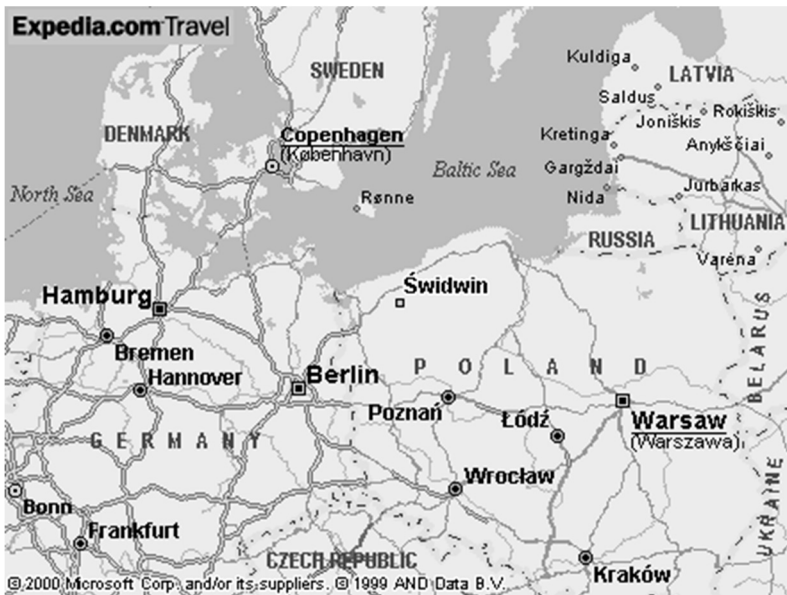 Expedia.com Travel
SWEDEN
DENMARK
Copenhagen
(København)
North Sea
Baltic Sea
Rønne
Kuldiga
LATVIA
Saldus
Joniškis
Rokiškis
Kretinga
Anykščiai
Gargždai
Nida
Jurbarkas
LITHUANIA
RUSSIA
Varėna
Hamburg
Świdwin
Bremen
Hannover
Berlin
POLAND
BELARUS
Poznań
Łódź
Warsaw
(Warszawa)
GERMANY
Wrocław
Bonn
Frankfurt
CZECH REPUBLIC
Kraków
UKRAINE
© 2000 Microsoft Corp. and/or its suppliers. © 1999 AND Data B.V.